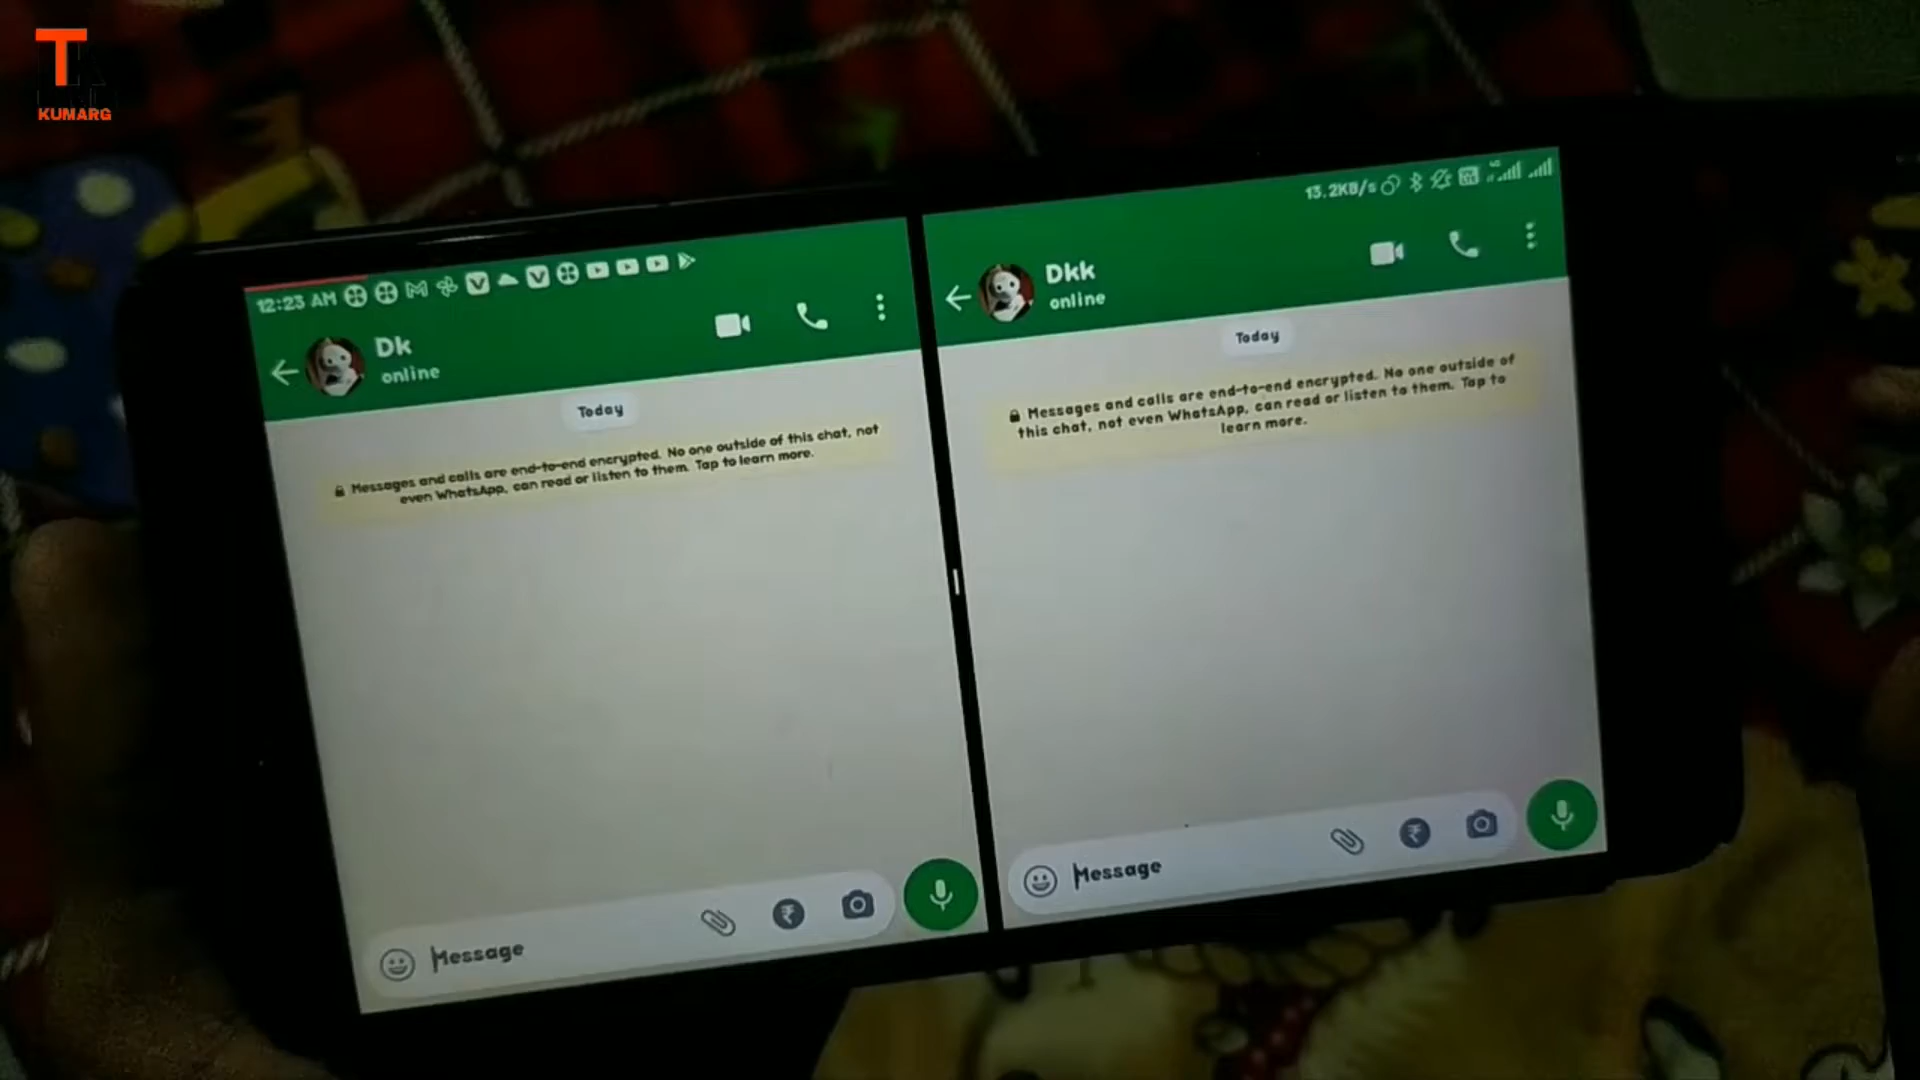 T
KUMARG
12:23 AM
Dk
online
Today
Messages and calls are end-to-end encrypted. No one outside of this chat, not
even WhatsApp, can read or listen to them. Tap to learn more.
Message
13.2KB/s
Dkk
online
Today
Messages and calls are end-to-end encrypted. No one outside of
this chat, not even WhatsApp, can read or listen to them. Tap to
learn more.
Message